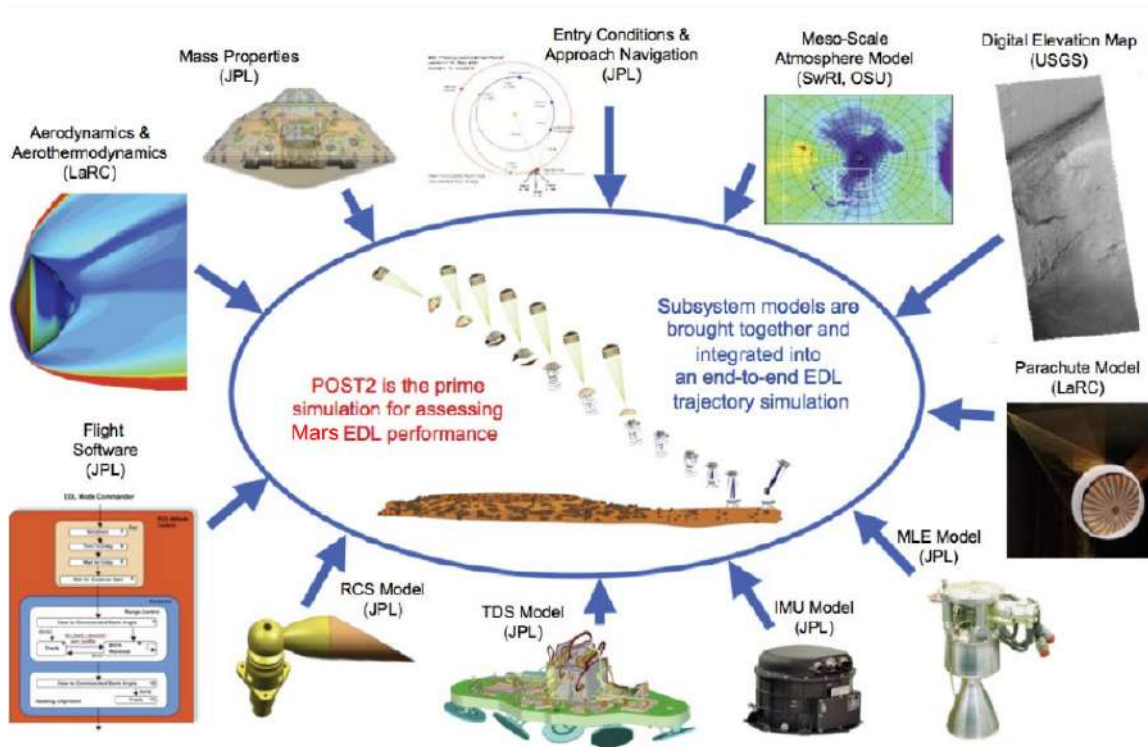 Mass Properties
(JPL)
Entry Conditions &
Approach Navigation
(JPL)
Meso-Scale
Atmosphere Model
(SwRI, OSU)
Digital Elevation Map
(USGS)
Aerodynamics &
Aerothermodynamics
(LaRC)
POST2 is the prime
simulation for assessing
Mars EDL performance
Subsystem models are
brought together and
integrated into
an end-to-end EDL
trajectory simulation
Parachute Model
(LaRC)
Flight
Software
(JPL)
EDL Mode Commander
RCS Model
(JPL)
TDS Model
(JPL)
IMU Model
(JPL)
MLE Model
(JPL)
Range Control